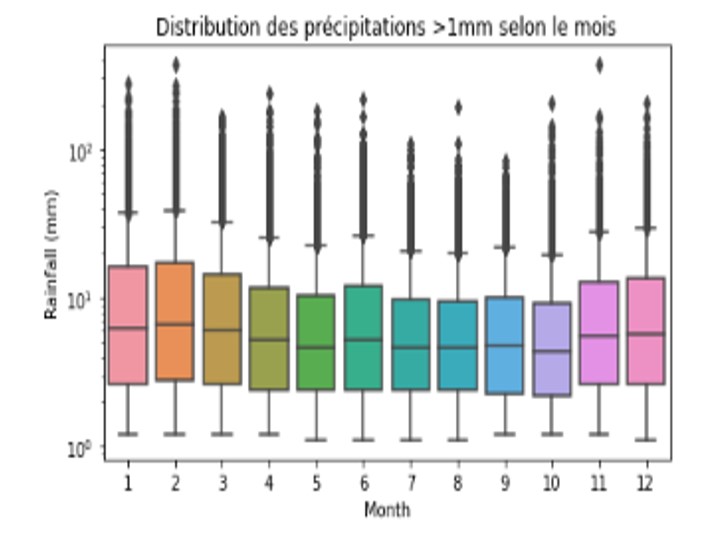 Distribution des précipitations >1mm selon le mois
Rainfall (mm)
10²
10¹
10⁰
1 2 3 4 5 6 7 8 9 10 11 12
Month